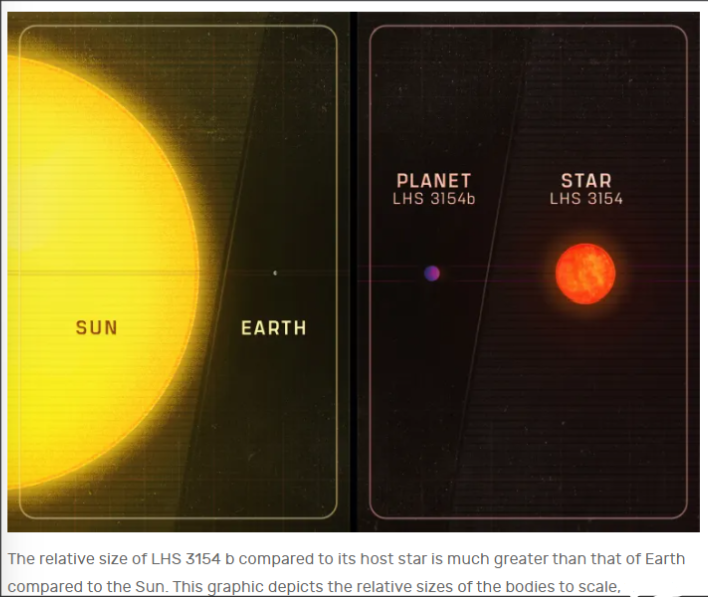 PLANET
LHS 3154b
STAR
LHS 3154
SUN
EARTH
The relative size of LHS 3154 b compared to its host star is much greater than that of Earth
compared to the Sun. This graphic depicts the relative sizes of the bodies to scale,